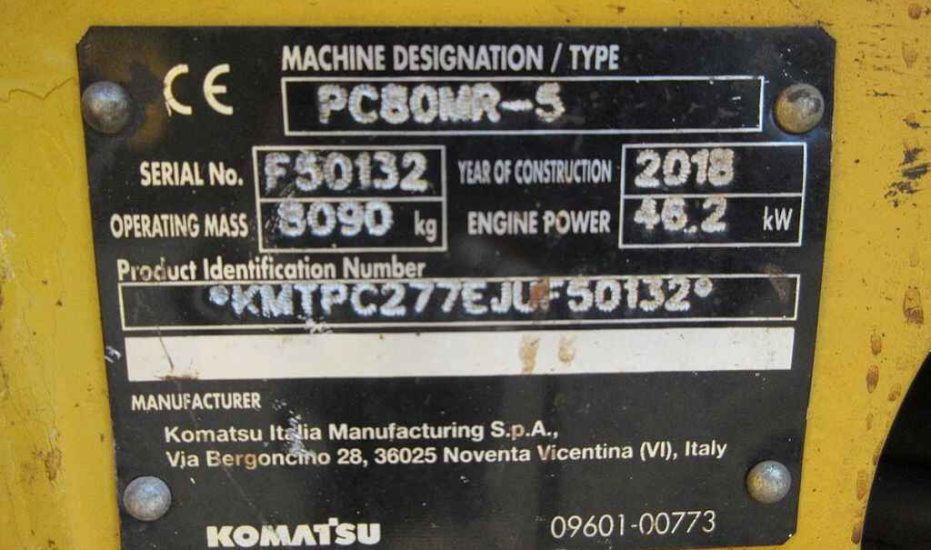 CE
MACHINE DESIGNATION / TYPE
PC80MR-5
SERIAL No. F50132 YEAR OF CONSTRUCTION 2018
OPERATING MASS 8090 kg ENGINE POWER 46.2 kW
Product Identification Number
*KMTPC277EJUF50132*
MANUFACTURER
Komatsu Italia Manufacturing S.p.A.,
Via Bergoncino 28, 36025 Noventa Vicentina (VI), Italy
KOMATSU 09601-00773